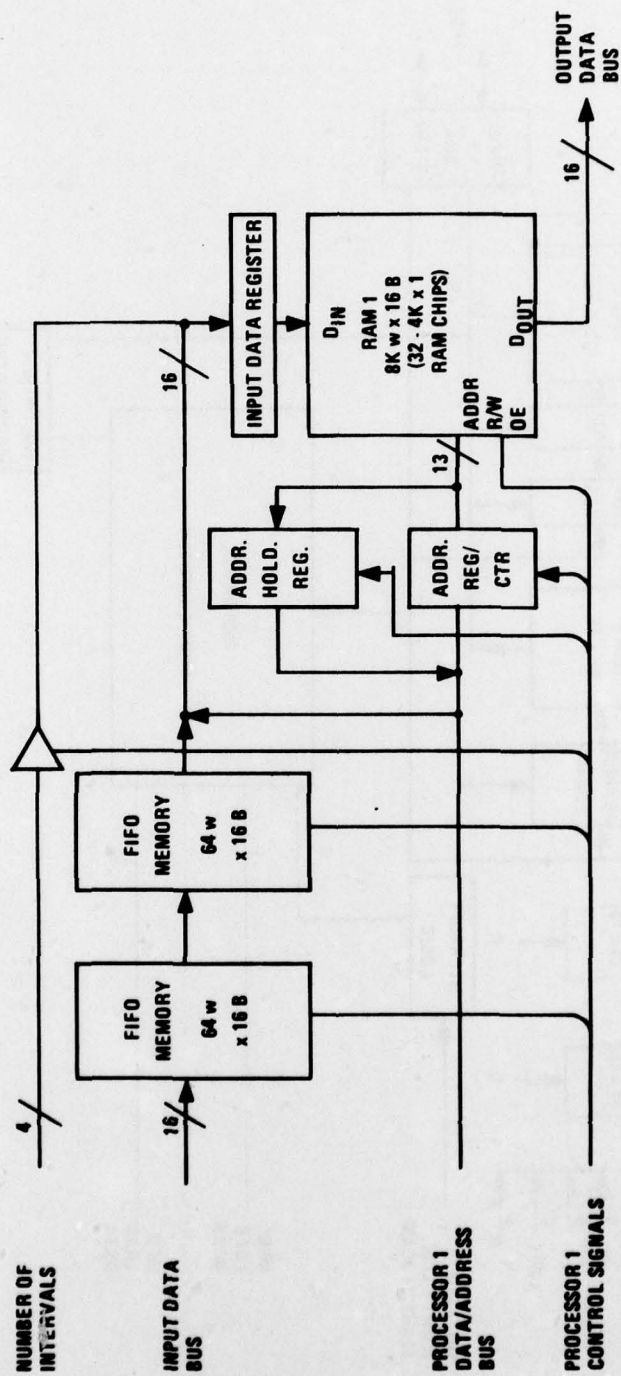 NUMBER OF
INTERVALS
4
INPUT DATA
BUS
16
FIFO
MEMORY
64 w
x 16 B
FIFO
MEMORY
64 w
x 16 B
16
INPUT DATA REGISTER
ADDR.
HOLD.
REG.
ADDR.
REG/
CTR
13
DIN
RAM 1
8K w x 16 B
(32 - 4K x 1
RAM CHIPS)
ADDR
R/W
OE
DOUT
16
OUTPUT
DATA
BUS
PROCESSOR 1
DATA/ADDRESS
BUS
PROCESSOR 1
CONTROL SIGNALS